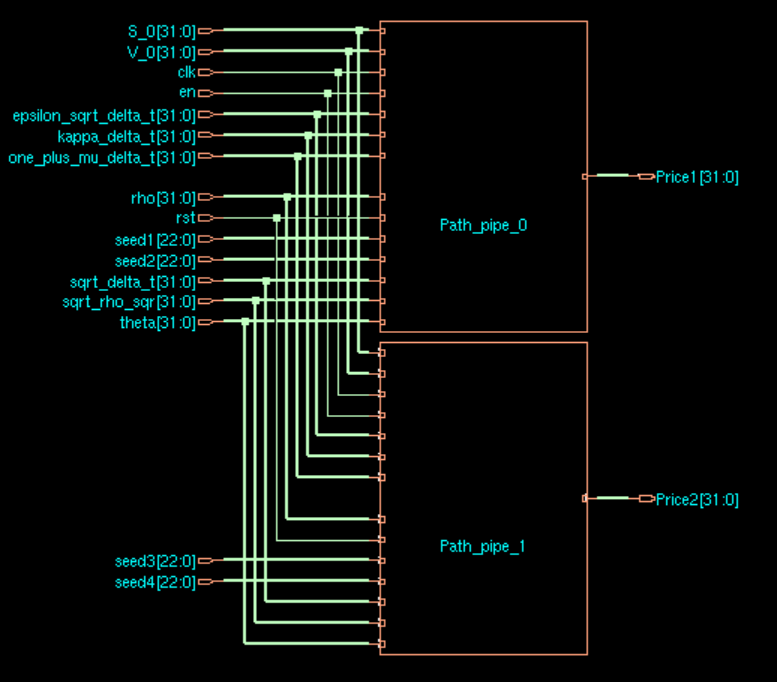 S_0[31:0]
V_0[31:0]
clk
en
epsilon_sqrt_delta_t[31:0]
kappa_delta_t[31:0]
one_plus_mu_delta_t[31:0]
Price1[31:0]
rho[31:0]
rst
Path_pipe_0
seed1[22:0]
seed2[22:0]
sqrt_delta_t[31:0]
sqrt_rho_sqr[31:0]
theta[31:0]
Price2[31:0]
Path_pipe_1
seed3[22:0]
seed4[22:0]